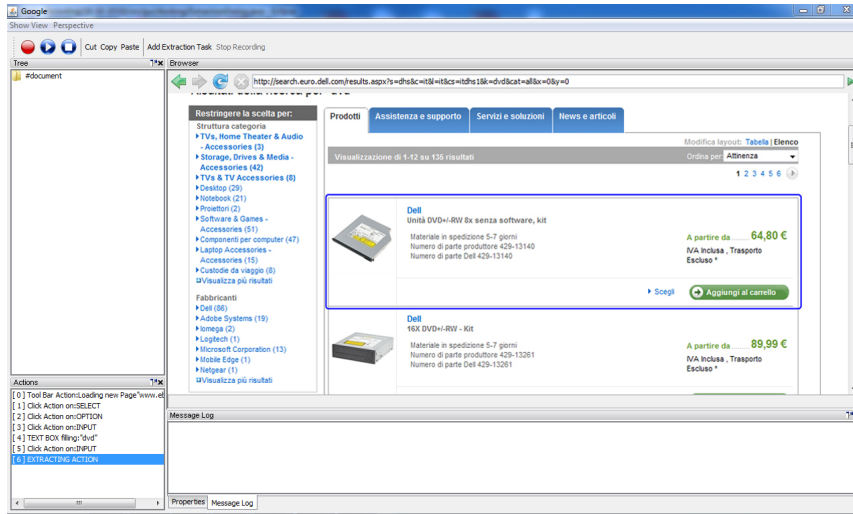 Google
Show View Perspective
Cut Copy Paste Add Extraction Task Stop Recording
Tree
#document
Browser
http://search.euro.dell.com/results.aspx?s=dhs&c=it&l=it&cs=itdhs1&k=dvd&cat=all&x=0&y=0
Restringere la scelta per:
Struttura categoria
TVs, Home Theater & Audio
- Accessories (3)
Storage, Drives & Media -
Accessories (42)
TVs & TV Accessories (8)
Desktop (29)
Notebook (21)
Proiettori (2)
Software & Games -
Accessories (51)
Componenti per computer (47)
Laptop Accessories -
Accessories (15)
Custodie da viaggio (8)
Visualizza più risultati
Fabbricanti
Dell (86)
Adobe Systems (19)
Iomega (2)
Logitech (1)
Microsoft Corporation (13)
Mobile Edge (1)
Netgear (1)
Visualizza più risultati
Prodotti Assistenza e supporto Servizi e soluzioni News e articoli
Modifica layout: Tabella | Elenco
Visualizzazione di 1-12 su 135 risultati
Ordina per: Attinenza
1 2 3 4 5 6
Dell
Unità DVD+/-RW 8x senza software, kit
Materiale in spedizione 5-7 giorni
Numero di parte produttore 429-13140
Numero di parte Dell 429-13140
A partire da 64,80 €
IVA Inclusa , Trasporto
Escluso *
Scegli Aggiungi al carrello
Dell
16X DVD+/-RW - Kit
Materiale in spedizione 5-7 giorni
Numero di parte produttore 429-13261
Numero di parte Dell 429-13261
A partire da 89,99 €
IVA Inclusa , Trasporto
Escluso *
Actions
[ 0 ] Tool Bar Action:Loading new Page"www.eb
[ 1 ] Click Action on:SELECT
[ 2 ] Click Action on:OPTION
[ 3 ] Click Action on:INPUT
[ 4 ] TEXT BOX filling:"dvd"
[ 5 ] Click Action on:INPUT
[ 6 ] EXTRACTING ACTION
Message Log
Properties Message Log